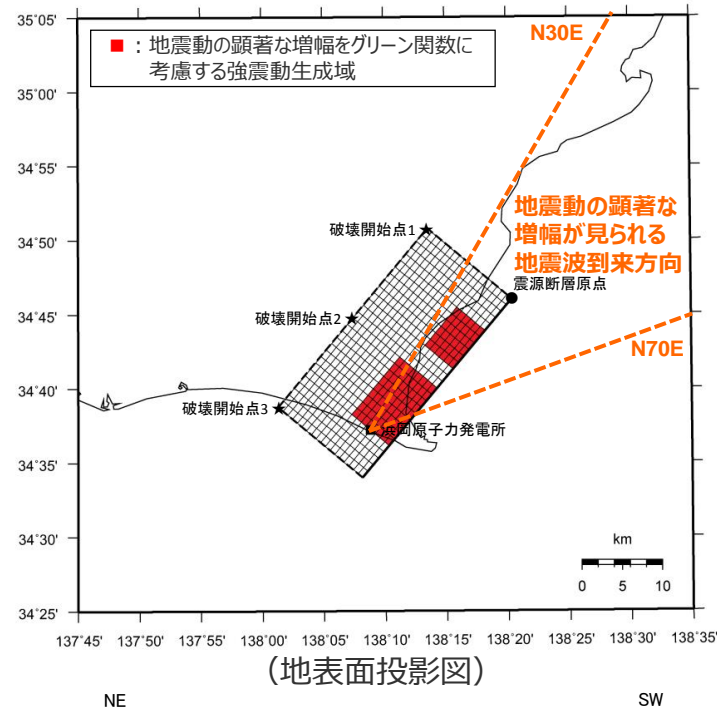 ■：地震動の顕著な増幅をグリーン関数に
考慮する強震動生成域
N30E
地震動の顕著な
増幅が見られる
地震波到来方向
震源断層原点
N70E
破壊開始点1
破壊開始点2
破壊開始点3
浜岡原子力発電所
35°05'
35°00'
34°55'
34°50'
34°45'
34°40'
34°35'
34°30'
34°25'
km
0 5 10
137°45' 137°50' 137°55' 138°00' 138°05' 138°10' 138°15' 138°20' 138°25' 138°30' 138°35'
（地表面投影図）
NE SW